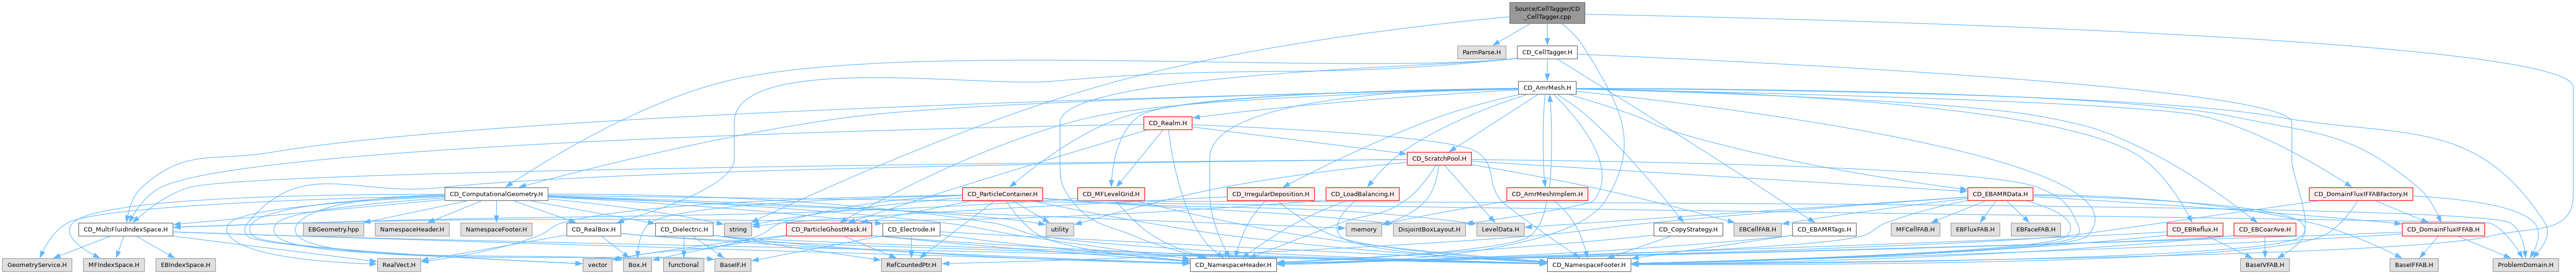 Source/CellTagger/CD
_CellTagger.cpp
ParmParse.H
CD_CellTagger.H
CD_AmrMesh.H
CD_Realm.H
CD_ScratchPool.H
CD_ComputationalGeometry.H
CD_ParticleContainer.H
CD_MFLevelGrid.H
CD_IrregularDeposition.H
CD_LoadBalancing.H
CD_AmrMeshImplem.H
CD_EBAMRData.H
CD_DomainFluxIFFABFactory.H
CD_MultiFluidIndexSpace.H
EBGeometry.hpp
NamespaceHeader.H
NamespaceFooter.H
CD_RealBox.H
CD_Dielectric.H
string
CD_ParticleGhostMask.H
CD_Electrode.H
utility
memory
DisjointBoxLayout.H
LevelData.H
CD_CopyStrategy.H
EBCellFAB.H
CD_EBAMRTags.H
MFCellFAB.H
EBFluxFAB.H
EBFaceFAB.H
CD_EBReflux.H
CD_EBCoarAve.H
CD_DomainFluxIFFAB.H
GeometryService.H
MFIndexSpace.H
EBIndexSpace.H
RealVect.H
vector
Box.H
functional
BaseIF.H
RefCountedPtr.H
CD_NamespaceHeader.H
CD_NamespaceFooter.H
BaseIVFAB.H
BaseIFFAB.H
ProblemDomain.H